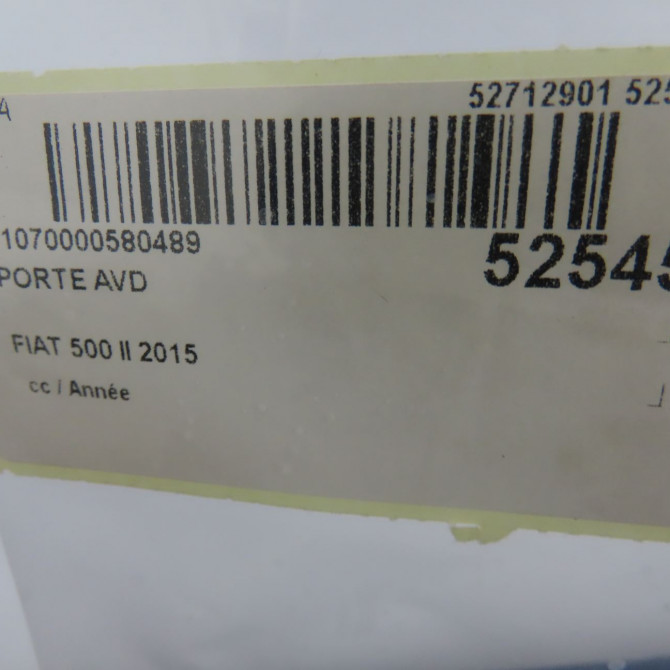 A 52712901 525
1070000580489 52545
PORTE AVD
FIAT 500 II 2015
cc / Année